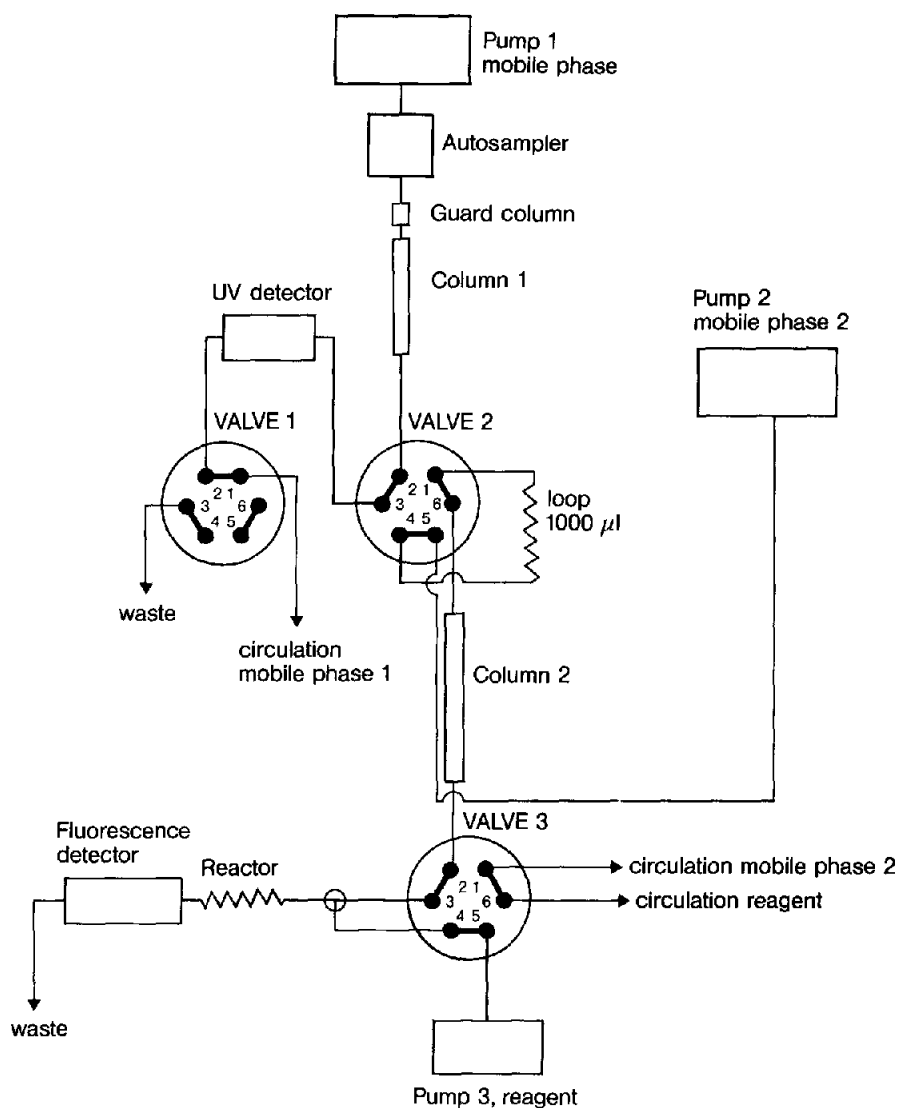 Pump 1
mobile phase
Autosampler
Guard column
Column 1
UV detector
Pump 2
mobile phase 2
VALVE 1
VALVE 2
2 1
3 6
4 5
2 1
3 6
4 5
loop
1000 µl
waste
circulation
mobile phase 1
Column 2
VALVE 3
Fluorescence
detector
Reactor
2 1
3 6
4 5
circulation mobile phase 2
circulation reagent
waste
Pump 3, reagent